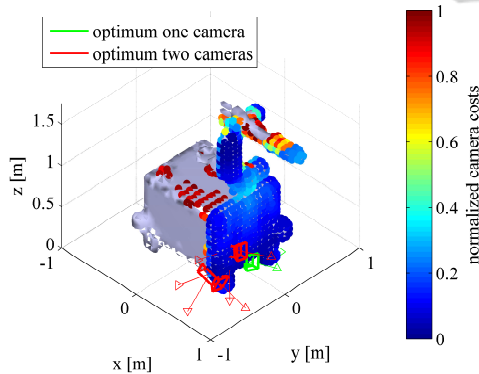 optimum one camera
optimum two cameras
z [m]
1.5
1
0.5
0
-1
0
1
x [m]
-1
0
1
y [m]
1
0.8
0.6
0.4
0.2
0
normalized camera costs